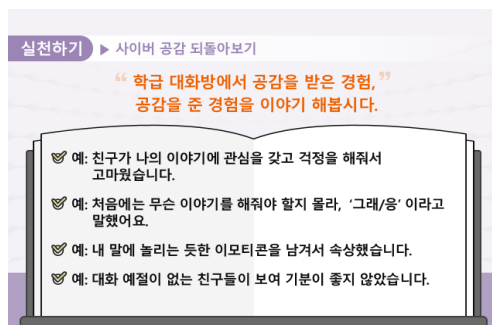 실천하기 ▶ 사이버 공감 되돌아보기
“ 학급 대화방에서 공감을 받은 경험, ”
공감을 준 경험을 이야기 해봅시다.
예: 친구가 나의 이야기에 관심을 갖고 걱정을 해줘서
고마웠습니다.
예: 처음에는 무슨 이야기를 해줘야 할지 몰라, ‘그래/응’ 이라고
말했어요.
예: 내 말에 놀리는 듯한 이모티콘을 남겨서 속상했습니다.
예: 대화 예절이 없는 친구들이 보여 기분이 좋지 않았습니다.